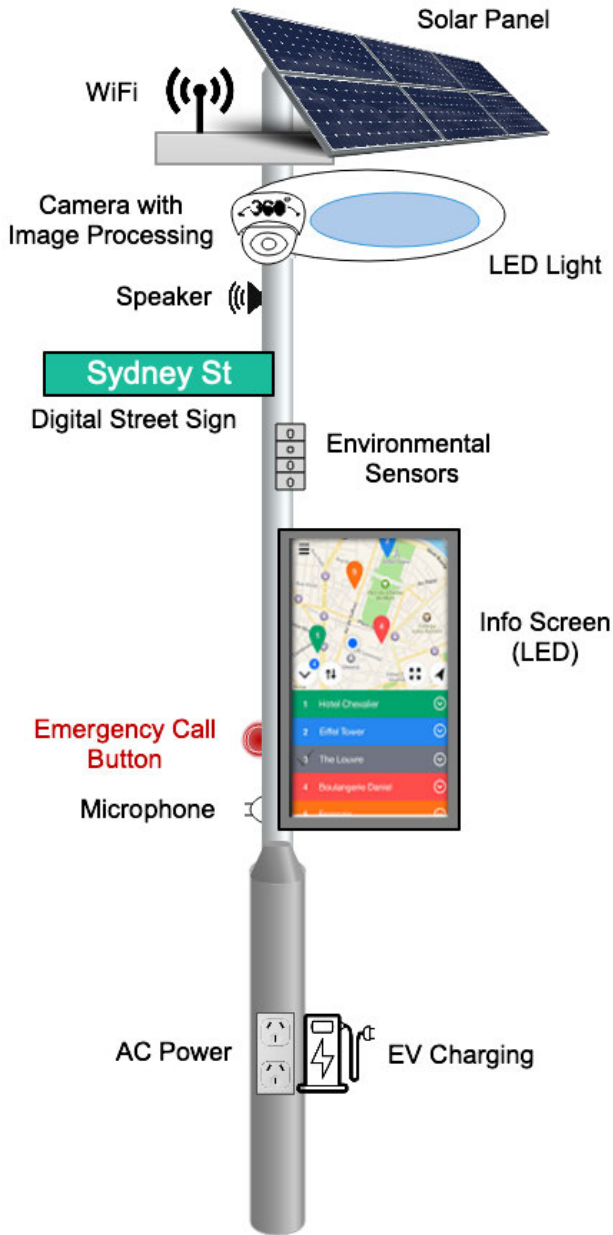 Solar Panel
WiFi
Camera with
Image Processing
360°
LED Light
Speaker
Sydney St
Digital Street Sign
Environmental
Sensors
Info Screen
(LED)
1 Hotel Chevalier
2 Eiffel Tower
3 The Louvre
4 Boulangerie Daniel
Emergency Call
Button
Microphone
AC Power
EV Charging